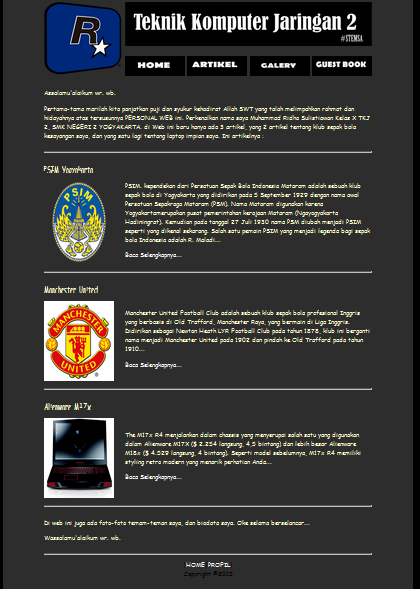 R
Teknik Komputer Jaringan 2
#STEMSA
HOME ARTIKEL GALERY GUEST BOOK
Assalamu'alaikum wr. wb.
Pertama-tama marilah kita panjatkan puji dan syukur kehadirat Allah SWT yang talah melimpahkan rahmat dan
hidayahnya atas tersusunnya PERSONAL WEB ini. Perkenalkan nama saya Muhammad Ridho Sulistiawan Kelas X TKJ
2, SMK NEGERI 2 YOGYAKARTA. di Web ini baru hanya ada 3 artikel, yang 2 artikel tentang klub sepak bola
kesayangan saya, dan yang satu lagi tentang laptop impian saya. Ini artikelnya :
PSIM Yogyakarta
PSIM, kependekan dari Persatuan Sepak Bola Indonesia Mataram adalah sebuah klub
sepak bola di Yogyakarta yang didirikan pada 5 September 1929 dengan nama awal
Persatuan Sepakraga Mataram (PSM). Nama Mataram digunakan karena
Yogyakartamerupakan pusat pemerintahan kerajaan Mataram (Ngayogyakarta
Hadiningrat). Kemudian pada tanggal 27 Juli 1930 nama PSM diubah menjadi PSIM
seperti yang dikenal sekarang. Salah satu pemain PSIM yang menjadi legenda bagi sepak
bola Indonesia adalah R. Maladi....
Baca Selengkapnya....
Manchester United
MANCHESTER
UNITED
Manchester United Football Club adalah sebuah klub sepak bola profesional Inggris
yang berbasis di Old Trafford, Manchester Raya, yang bermain di Liga Inggris.
Didirikan sebagai Newton Heath LYR Football Club pada tahun 1878, klub ini berganti
nama menjadi Manchester United pada 1902 dan pindah ke Old Trafford pada tahun
1910....
Baca Selengkapnya....
Alienware M17x
The M17x R4 menjalankan dalam chassis yang menyerupai salah satu yang digunakan
dalam Alienware M17X ($ 2.254 langsung, 4,5 bintang) dan lebih besar Alienware
M18x ($ 4.529 langsung, 4 bintang). Seperti model sebelumnya, M17x R4 memiliki
styling retro modern yang menarik perhatian Anda....
Baca Selengkapnya....
Di web ini juga ada foto-foto teman-teman saya, dan biodata saya. Oke selama berselancar....
Wassalamu'alaikum wr. wb.
HOME PROFIL
Copyright ©2013